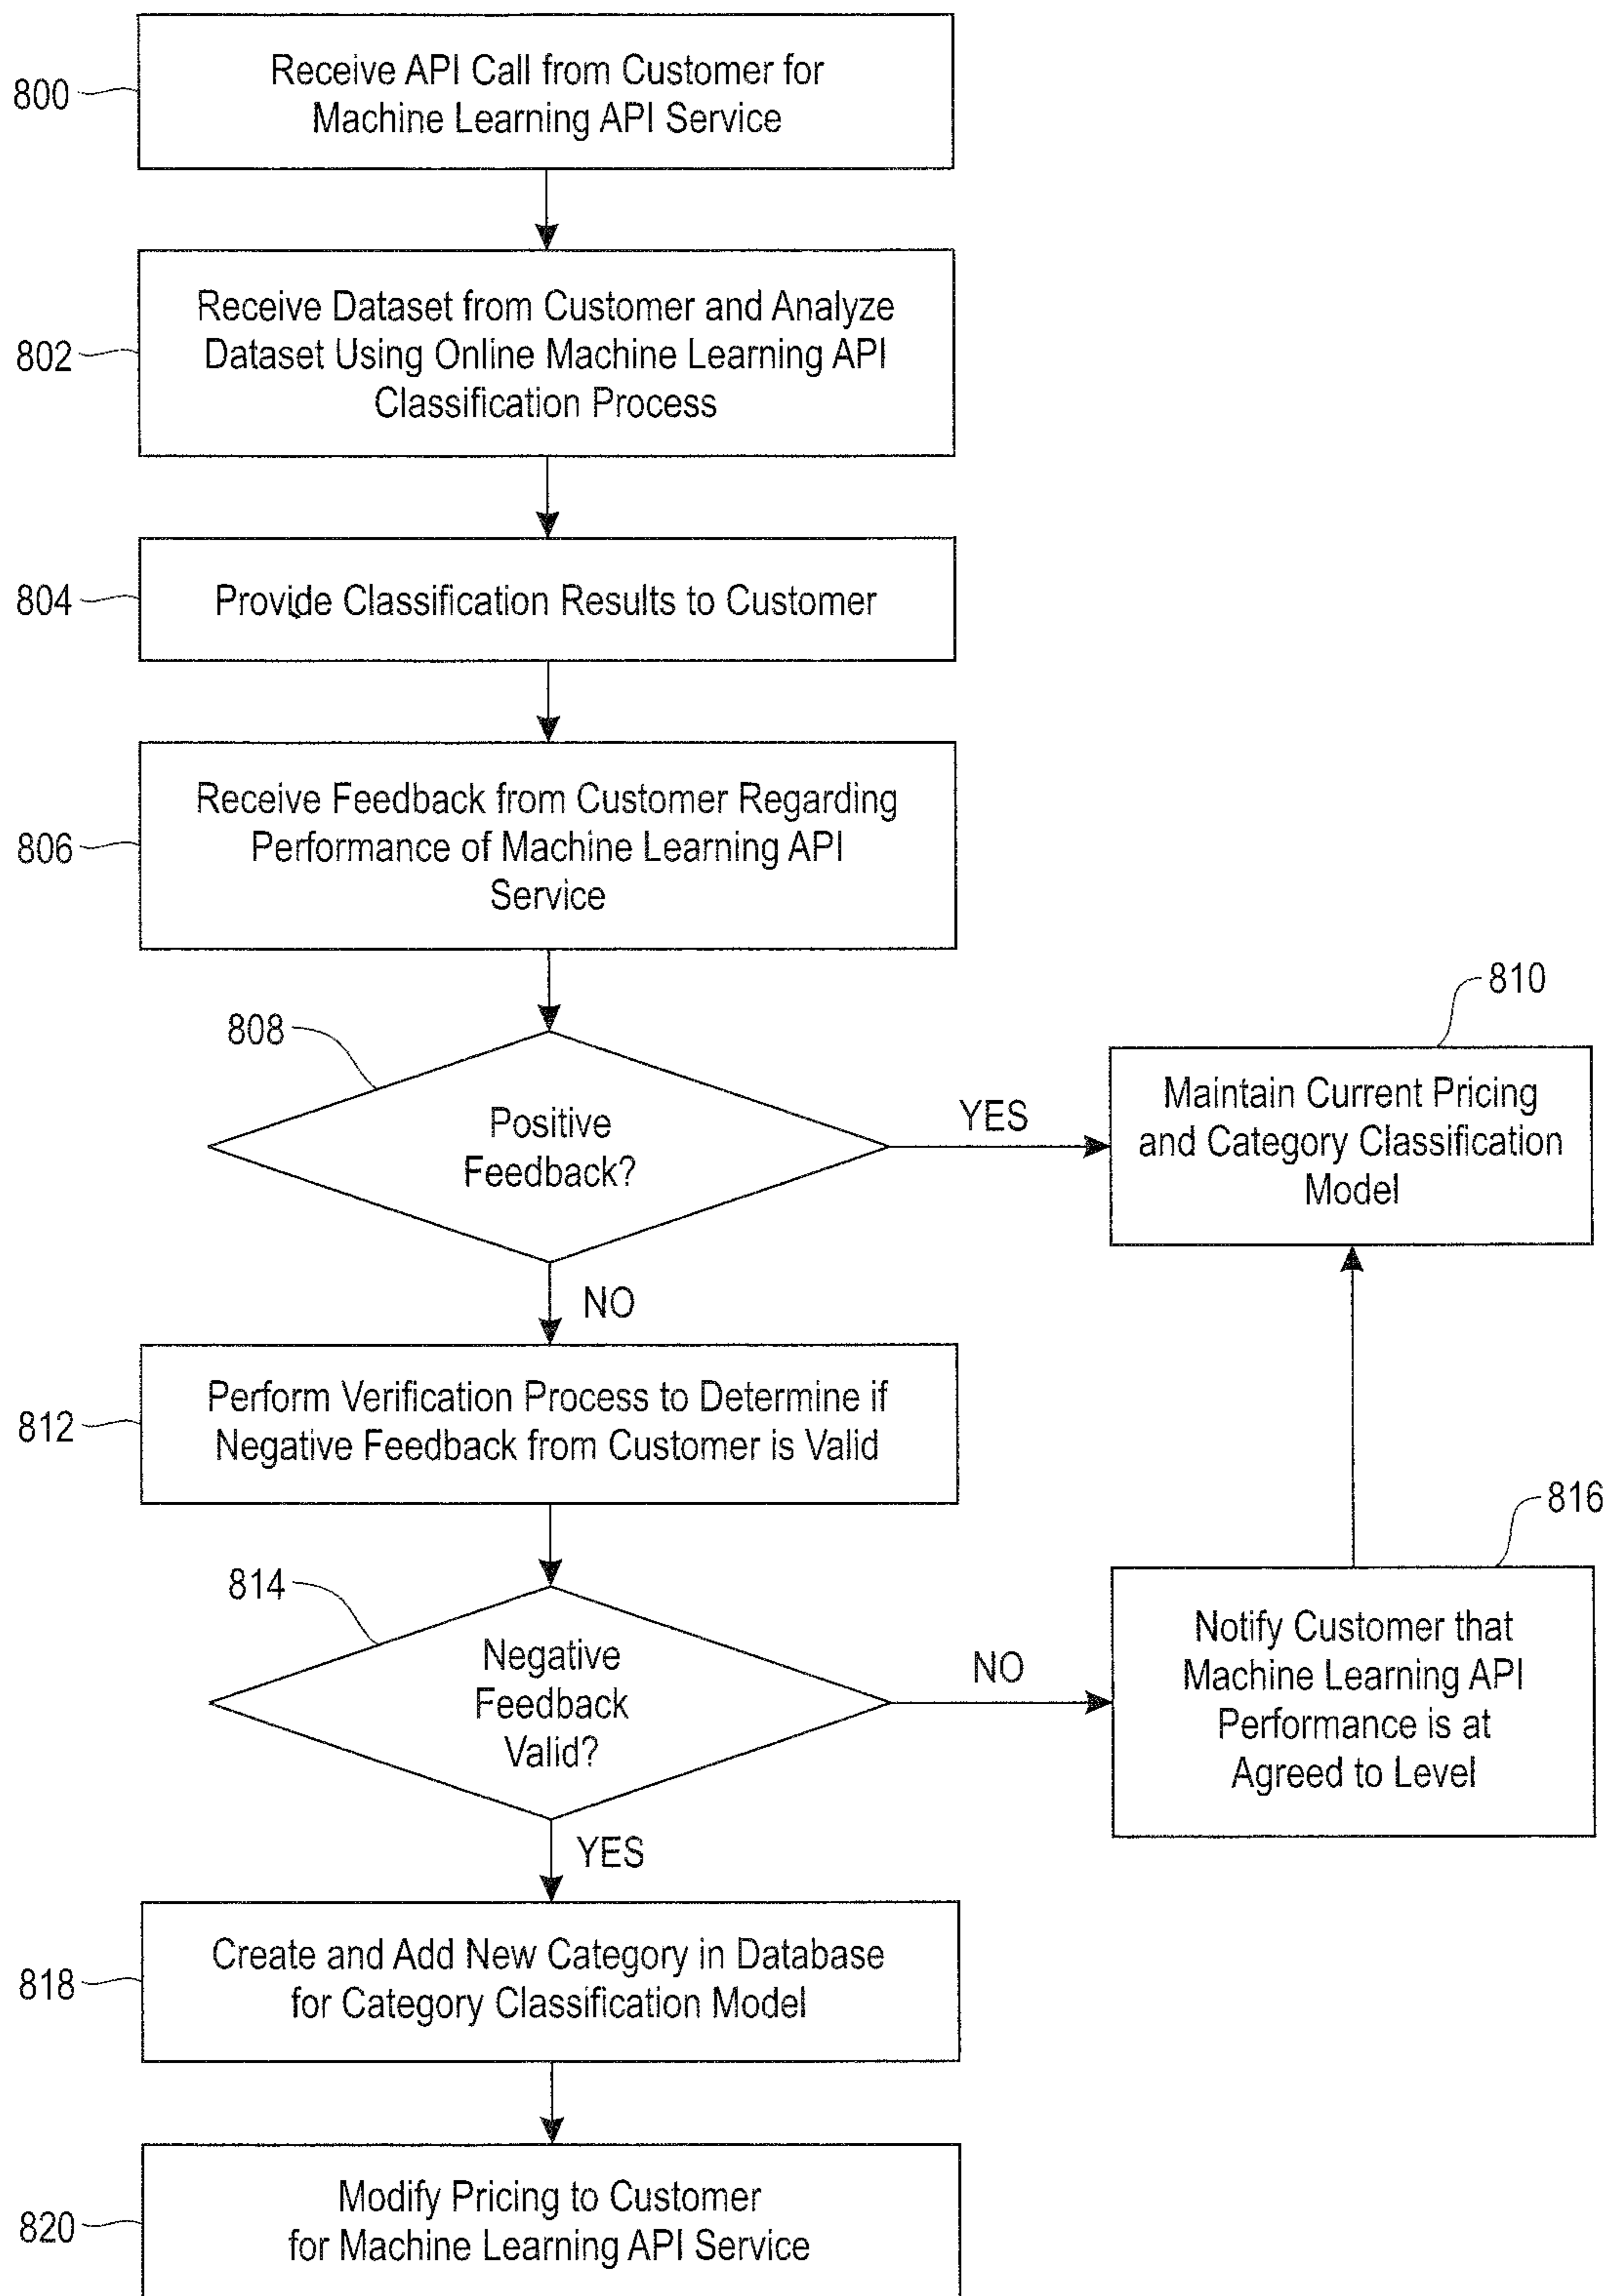 800
Receive API Call from Customer for
Machine Learning API Service
802
Receive Dataset from Customer and Analyze
Dataset Using Online Machine Learning API
Classification Process
804
Provide Classification Results to Customer
806
Receive Feedback from Customer Regarding
Performance of Machine Learning API
Service
808
Positive
Feedback?
YES
810
Maintain Current Pricing
and Category Classification
Model
NO
812
Perform Verification Process to Determine if
Negative Feedback from Customer is Valid
814
Negative
Feedback
Valid?
NO
816
Notify Customer that
Machine Learning API
Performance is at
Agreed to Level
YES
818
Create and Add New Category in Database
for Category Classification Model
820
Modify Pricing to Customer
for Machine Learning API Service